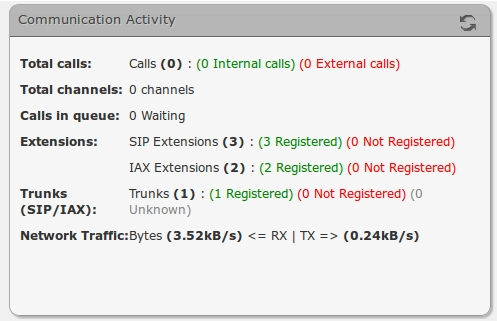 Communication Activity
Total calls: Calls (0) : (0 Internal calls) (0 External calls)
Total channels: 0 channels
Calls in queue: 0 Waiting
Extensions: SIP Extensions (3) : (3 Registered) (0 Not Registered)
IAX Extensions (2) : (2 Registered) (0 Not Registered)
Trunks Trunks (1) : (1 Registered) (0 Not Registered) (0
(SIP/IAX): Unknown)
Network Traffic:Bytes (3.52kB/s) <= RX | TX => (0.24kB/s)